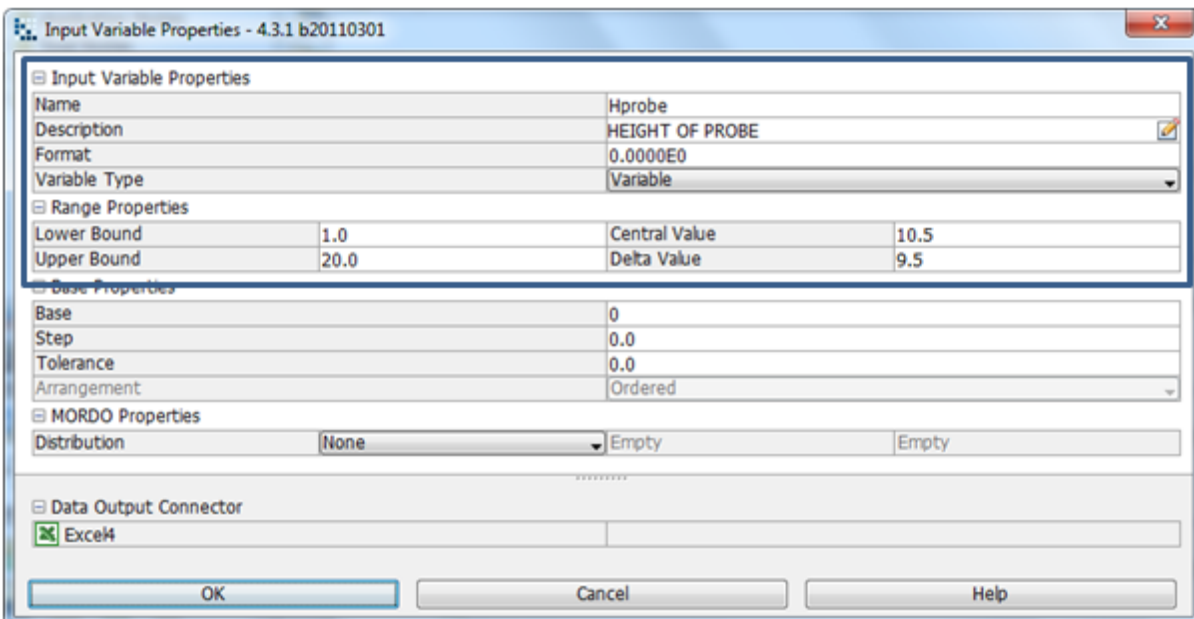 Input Variable Properties - 4.3.1 b20110301
Input Variable Properties
Name Hprobe
Description HEIGHT OF PROBE
Format 0.0000E0
Variable Type Variable
Range Properties
Lower Bound 1.0 Central Value 10.5
Upper Bound 20.0 Delta Value 9.5
Base Properties
Base 0
Step 0.0
Tolerance 0.0
Arrangement Ordered
MORDO Properties
Distribution None Empty Empty
Data Output Connector
Excel4
OK Cancel Help